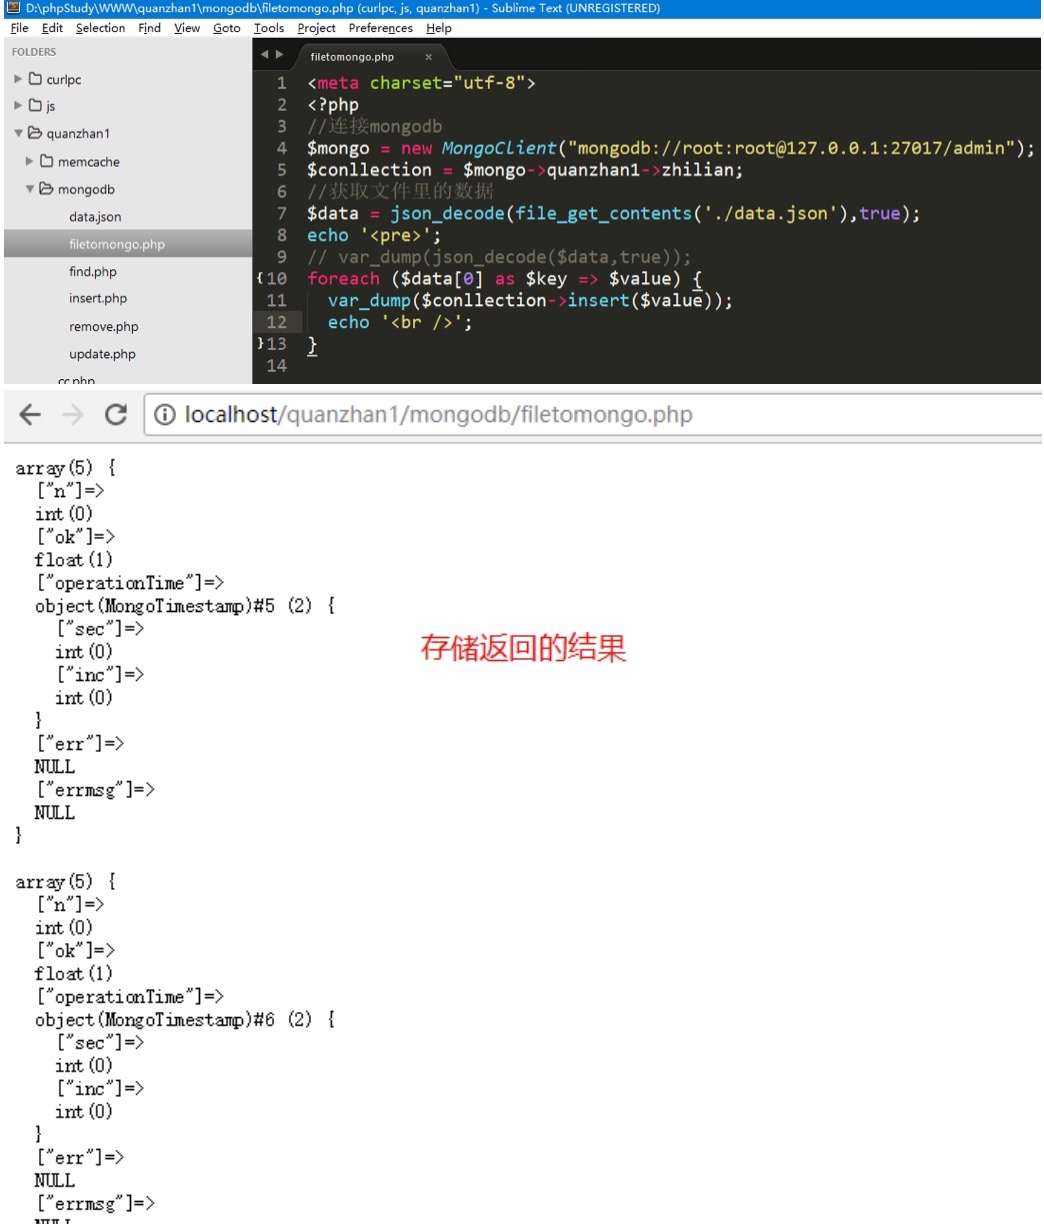 D:\phpStudy\WWW\quanzhan1\mongodb\filetomongo.php (curlpc, js, quanzhan1) - Sublime Text (UNREGISTERED)
File Edit Selection Find View Goto Tools Project Preferences Help
FOLDERS
curlpc
js
quanzhan1
memcache
mongodb
data.json
filetomongo.php
find.php
insert.php
remove.php
update.php
cc.php
filetomongo.php ×
1 <meta charset="utf-8">
2 <?php
3 //连接mongodb
4 $mongo = new MongoClient("mongodb://root:root@127.0.0.1:27017/admin");
5 $conllection = $mongo->quanzhan1->zhilian;
6 //获取文件里的数据
7 $data = json_decode(file_get_contents('./data.json'),true);
8 echo '<pre>';
9 // var_dump(json_decode($data,true));
{10 foreach ($data[0] as $key => $value) {
11 var_dump($conllection->insert($value));
12 echo '<br />';
}13 }
14
localhost/quanzhan1/mongodb/filetomongo.php
array(5) {
["n"]=>
int(0)
["ok"]=>
float(1)
["operationTime"]=>
object(MongoTimestamp)#5 (2) {
["sec"]=>
int(0)
["inc"]=>
int(0)
}
["err"]=>
NULL
["errmsg"]=>
NULL
}
存储返回的结果
array(5) {
["n"]=>
int(0)
["ok"]=>
float(1)
["operationTime"]=>
object(MongoTimestamp)#6 (2) {
["sec"]=>
int(0)
["inc"]=>
int(0)
}
["err"]=>
NULL
["errmsg"]=>
NULL